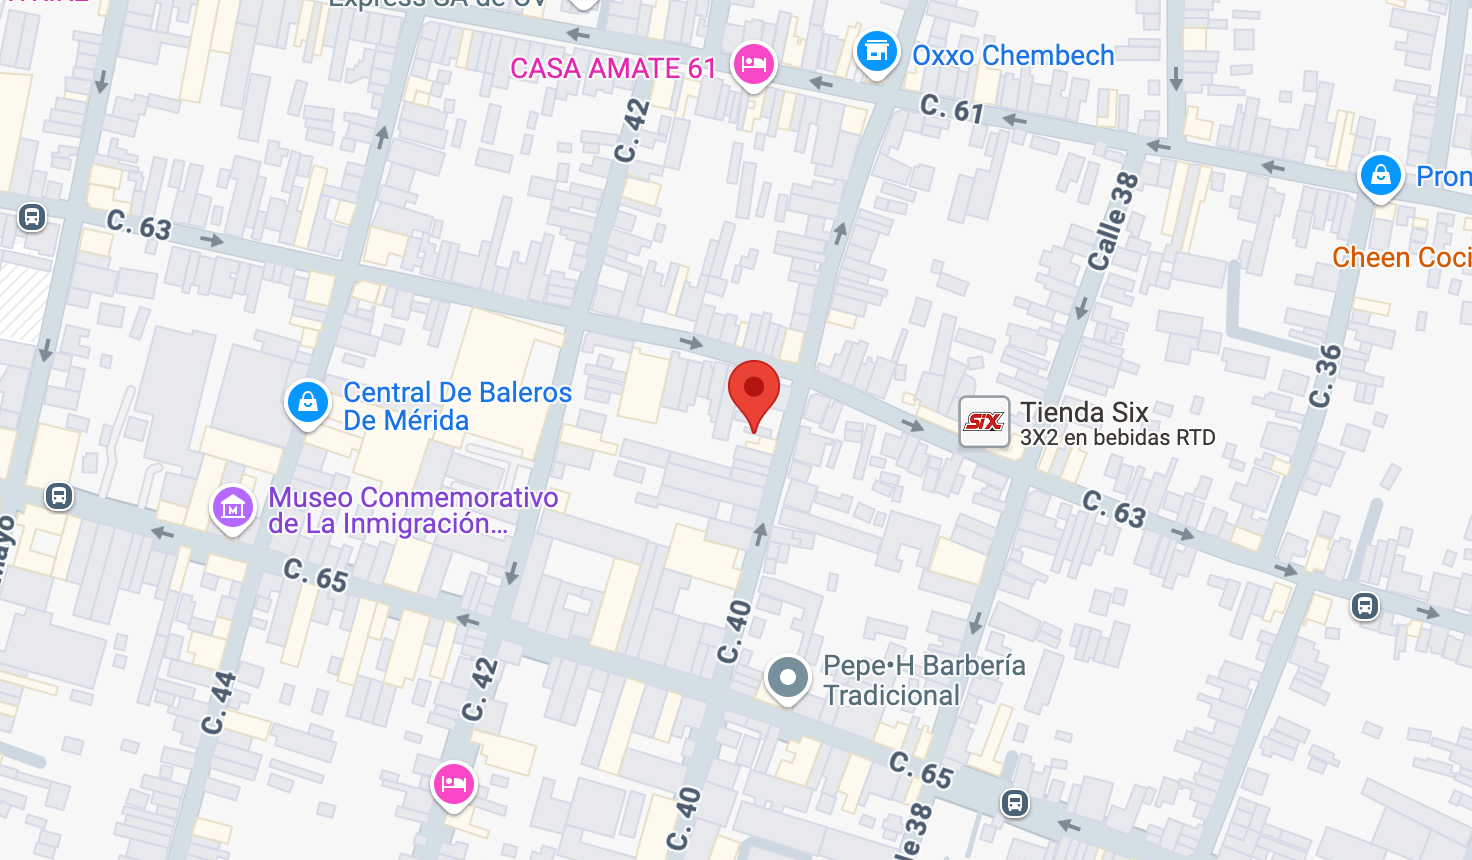 Express SA de CV
CASA AMATE 61
Oxxo Chembech
C. 61
C. 42
Calle 38
Pron
C. 63
Cheen Coci
C. 36
Central De Baleros
De Mérida
SIX
Tienda Six
3X2 en bebidas RTD
Museo Conmemorativo
de La Inmigración...
M
C. 63
C. 65
C. 40
Pepe•H Barbería
Tradicional
C. 44
C. 42
C. 65
C. 40
le 38